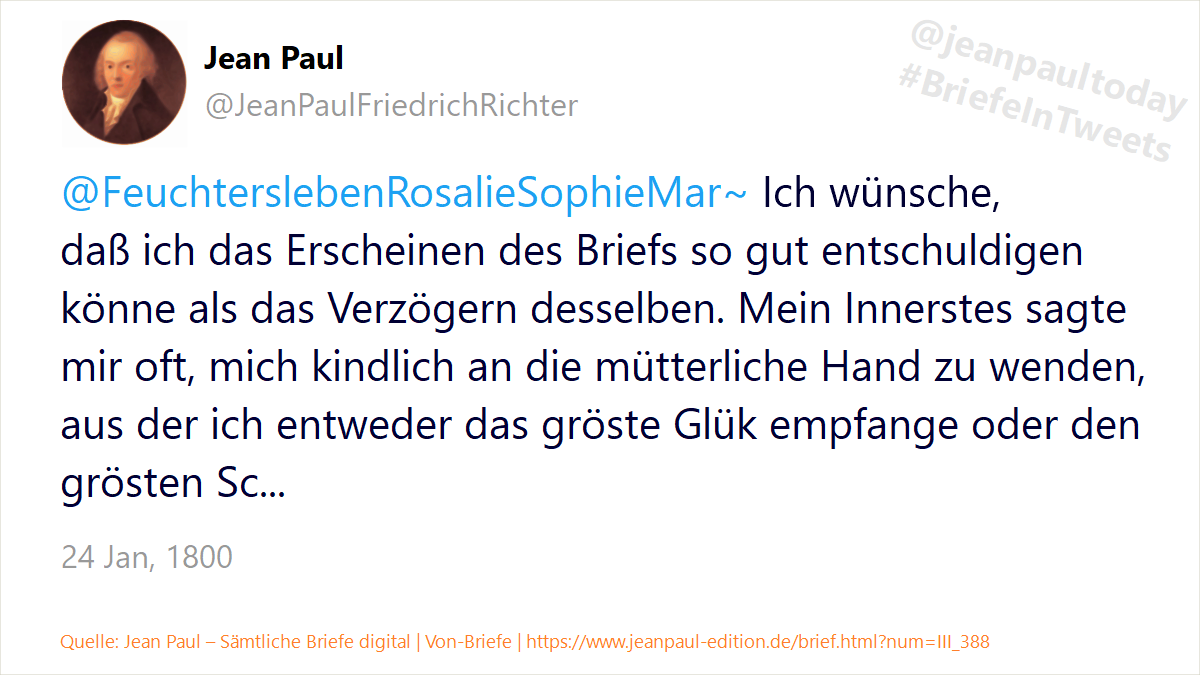 Jean Paul
@JeanPaulFriedrichRichter
@jeanpaultoday
#BriefeInTweets
@FeuchterslebenRosalieSophieMar~ Ich wünsche,
daß ich das Erscheinen des Briefs so gut entschuldigen
könne als das Verzögern desselben. Mein Innerstes sagte
mir oft, mich kindlich an die mütterliche Hand zu wenden,
aus der ich entweder das gröste Glük empfange oder den
grösten Sc...
24 Jan, 1800
Quelle: Jean Paul – Sämtliche Briefe digital | Von-Briefe | https://www.jeanpaul-edition.de/brief.html?num=III_388